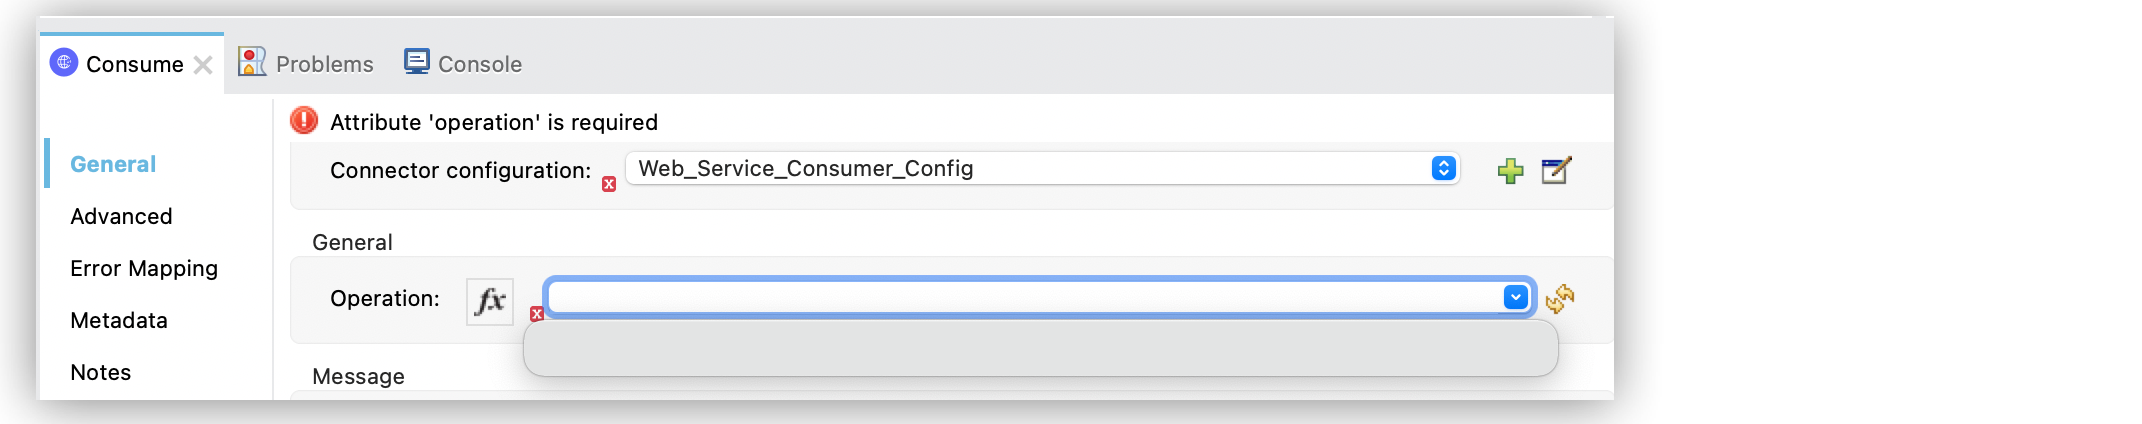 Consume
Problems
Console
Attribute 'operation' is required
General
Connector configuration:
Web_Service_Consumer_Config
Advanced
General
Error Mapping
Operation:
fx
Metadata
Notes
Message